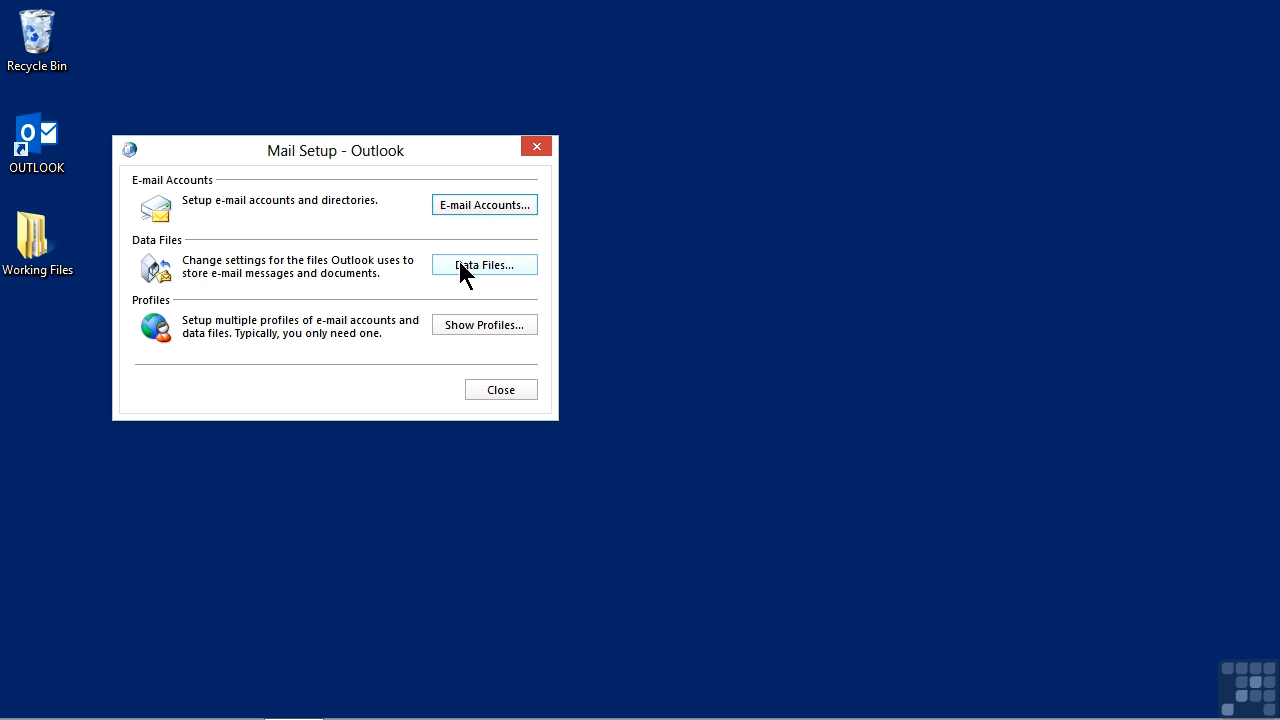 Recycle Bin
OUTLOOK
Working Files
Mail Setup - Outlook
E-mail Accounts
Setup e-mail accounts and directories.
E-mail Accounts...
Data Files
Change settings for the files Outlook uses to
store e-mail messages and documents.
Data Files...
Profiles
Setup multiple profiles of e-mail accounts and
data files. Typically, you only need one.
Show Profiles...
Close